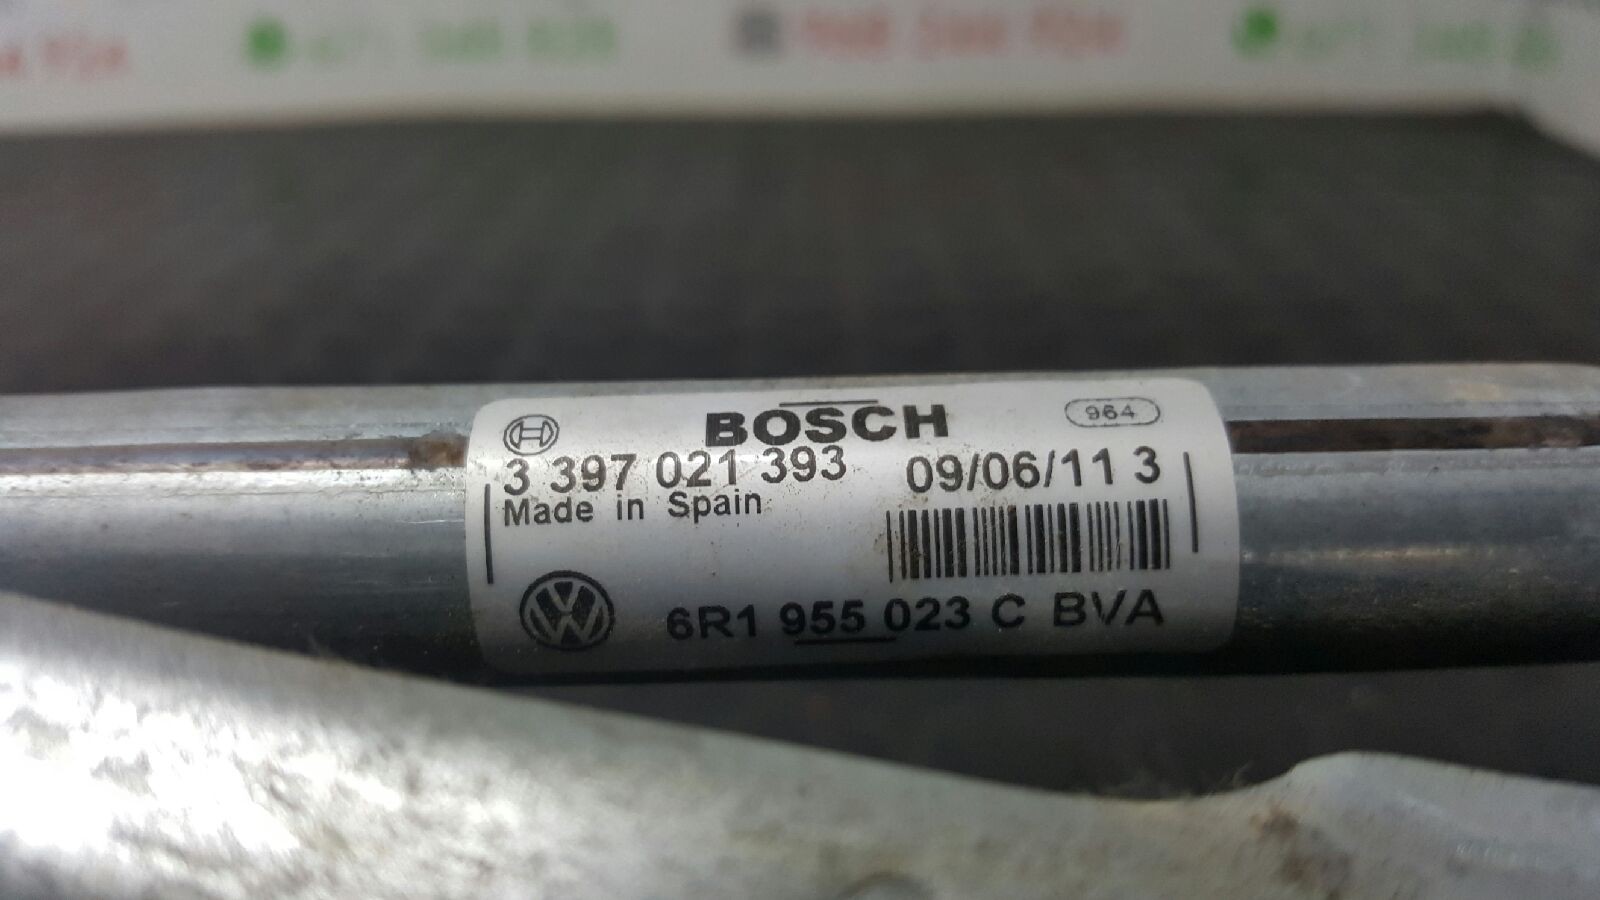 BOSCH 964
3 397 021 393 09/06/11 3
Made in Spain
6R1 955 023 C BVA